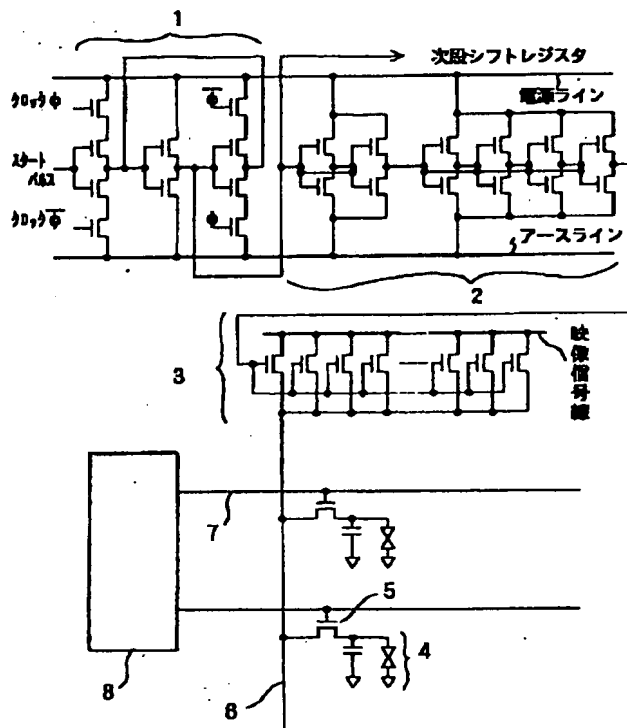 1
次段シフトレジスタ
クロックΦ
Φ̅
電源ライン
スタート
パルス
クロックΦ̅
Φ
アースライン
2
3
映像信号線
7
5
4
8
6